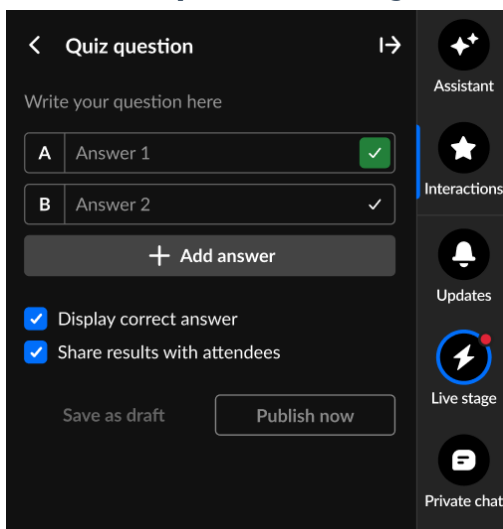 Quiz question
Write your question here
A Answer 1
B Answer 2
Add answer
Display correct answer
Share results with attendees
Save as draft
Publish now
Assistant
Interactions
Updates
Live stage
Private chat